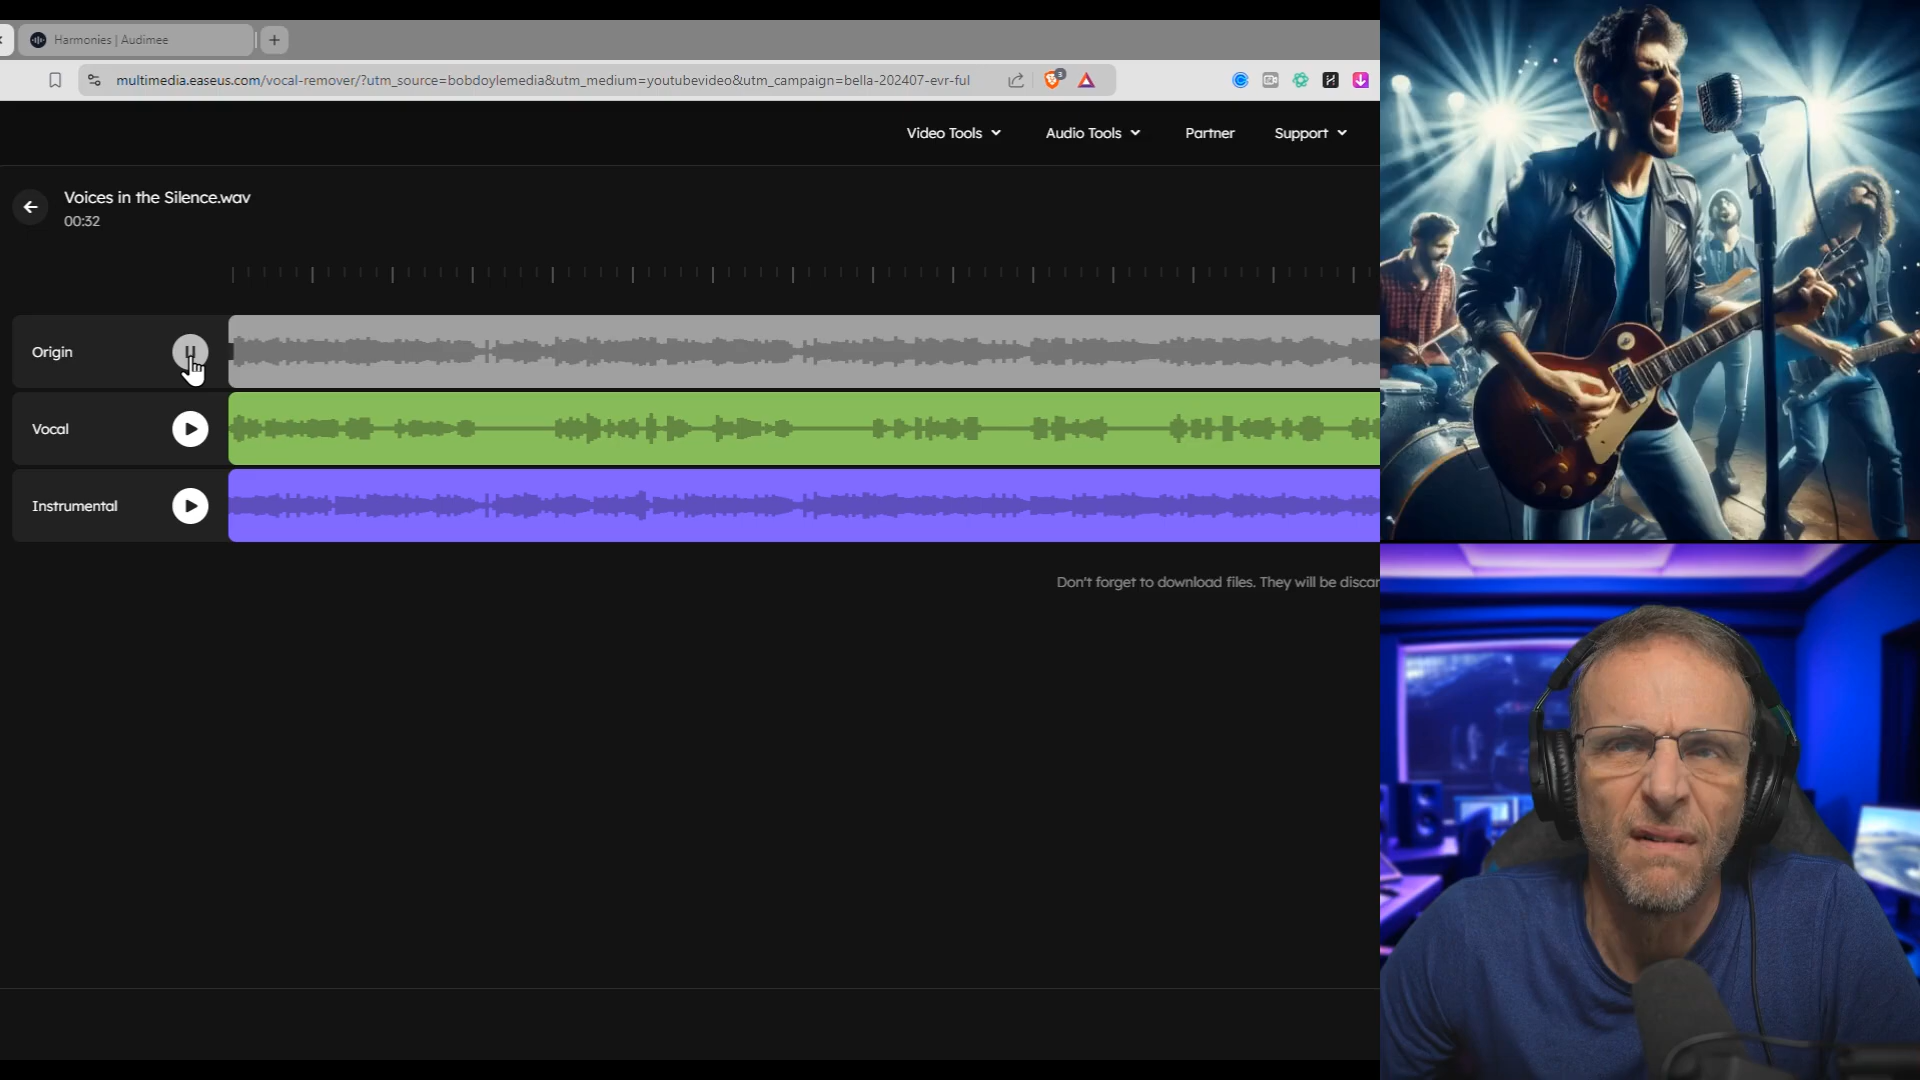 Harmonies | Audimee
multimedia.easeus.com/vocal-remover/?utm_source=bobdoylemedia&utm_medium=youtubevideo&utm_campaign=bella-202407-evr-ful
3
Video Tools
Audio Tools
Partner
Support
Voices in the Silence.wav
00:32
Origin
Vocal
Instrumental
Don't forget to download files. They will be discar